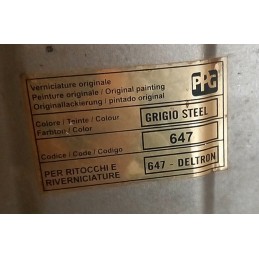 PPG
Verniciature originale
Peinture originale / Original painting
Originallackierung / pintado original
Colore / Teinte / Colour GRIGIO STEEL
Farbton / Color 647
Codice / Code / Codigo
PER RITOCCHI E 647 - DELTRON
RIVERNICIATURE